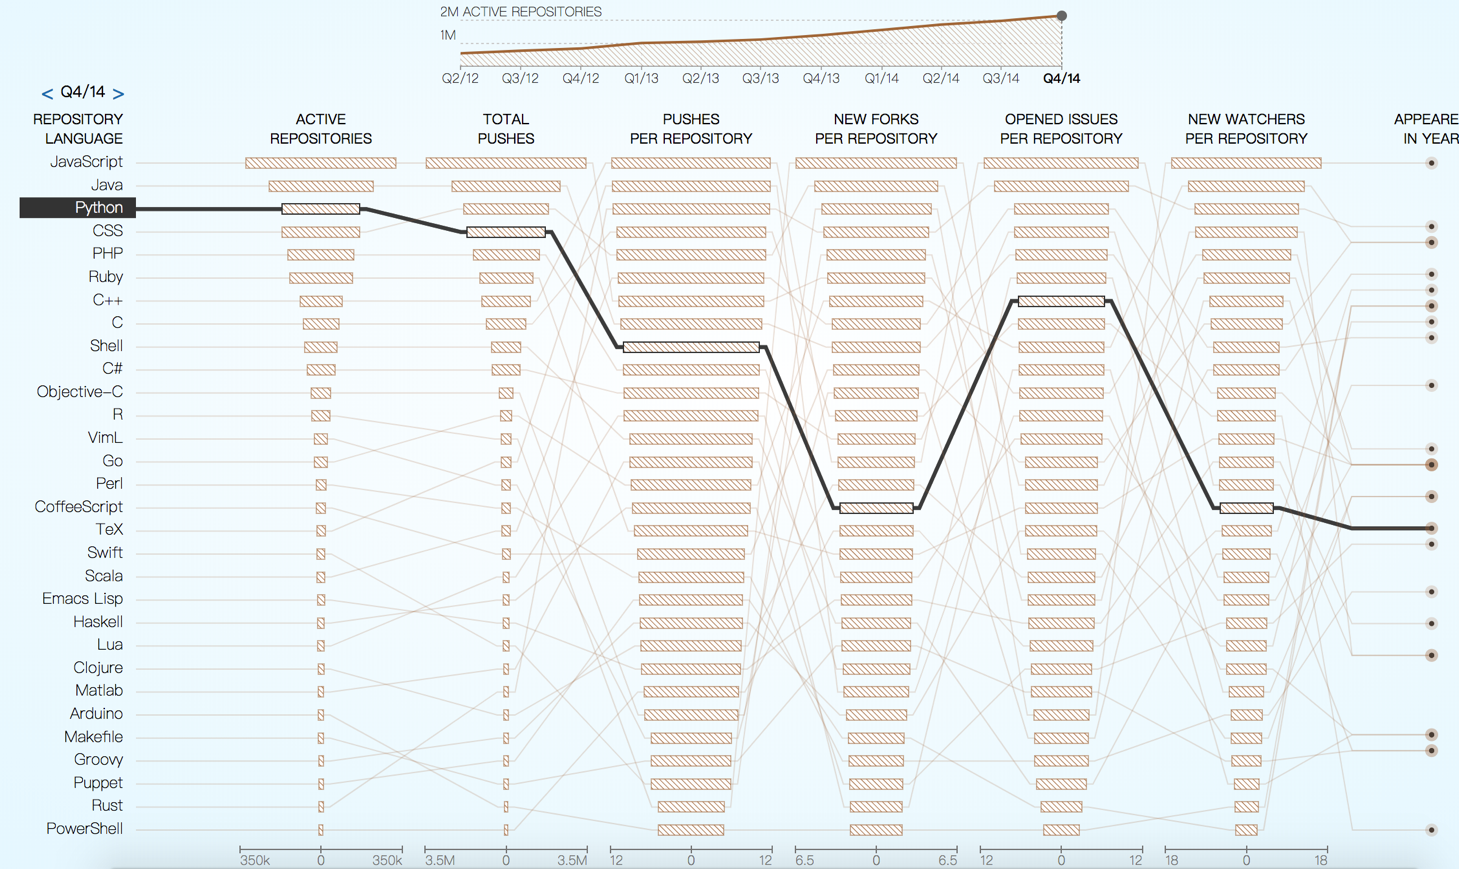 2M ACTIVE REPOSITORIES
1M
Q2/12 Q3/12 Q4/12 Q1/13 Q2/13 Q3/13 Q4/13 Q1/14 Q2/14 Q3/14 Q4/14
< Q4/14 >
REPOSITORY LANGUAGE
ACTIVE REPOSITORIES
TOTAL PUSHES
PUSHES PER REPOSITORY
NEW FORKS PER REPOSITORY
OPENED ISSUES PER REPOSITORY
NEW WATCHERS PER REPOSITORY
APPEARE IN YEAR
JavaScript
Java
Python
CSS
PHP
Ruby
C++
C
Shell
C#
Objective-C
R
VimL
Go
Perl
CoffeeScript
TeX
Swift
Scala
Emacs Lisp
Haskell
Lua
Clojure
Matlab
Arduino
Makefile
Groovy
Puppet
Rust
PowerShell
350k 0 350k 3.5M 0 3.5M 12 0 12 6.5 0 6.5 12 0 12 18 0 18